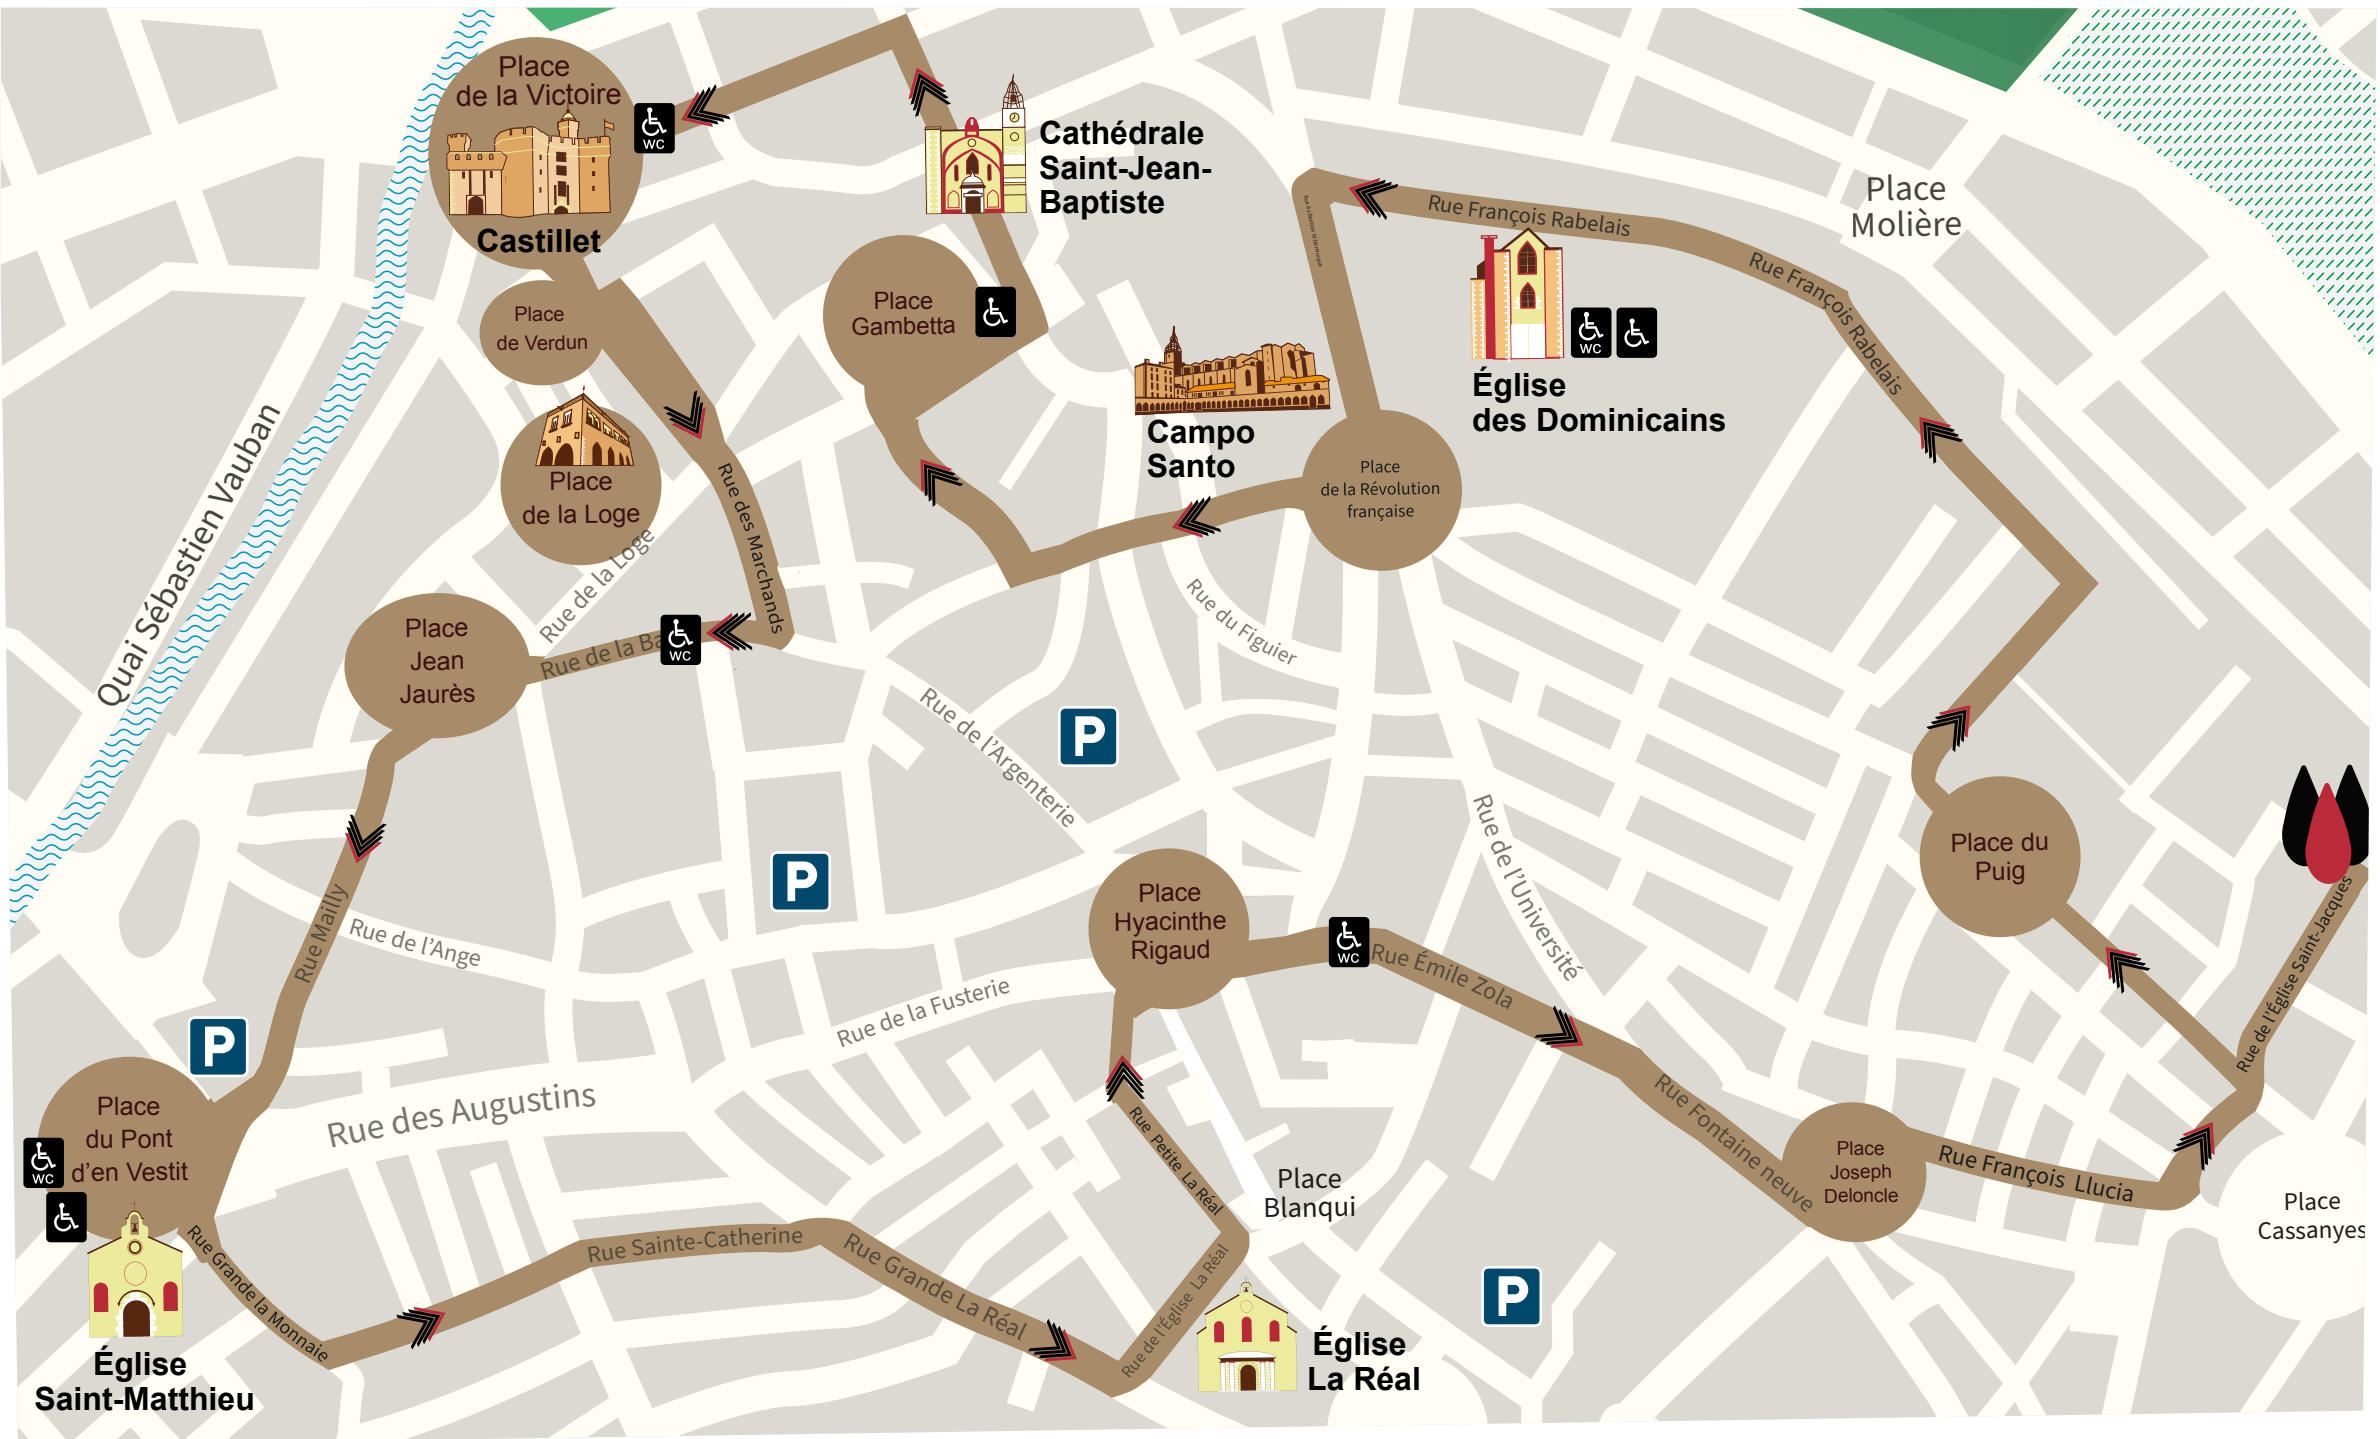 Place
de la Victoire
WC
Castillet
Cathédrale
Saint-Jean-
Baptiste
Place
Molière
Rue François Rabelais
Rue François Rabelais
Place
de Verdun
Place
Gambetta
WC
Église
des Dominicains
Campo
Santo
Place
de la Révolution
française
Place
de la Loge
Rue de la Loge
Rue des Marchands
Quai Sébastien Vauban
Place
Jean
Jaurès
Rue de la Ba
WC
Rue du Figuier
Rue de l'Argenterie
P
P
Rue de l'Université
Place du
Puig
Rue Mailly
Rue de l'Ange
Place
Hyacinthe
Rigaud
WC
Rue Émile Zola
Rue de la Fusterie
Rue de l'Église Saint-Jacques
P
Rue des Augustins
Place
du Pont
d'en Vestit
WC
Rue Fontaine neuve
Place
Joseph
Deloncle
Rue François Llucia
Place
Cassanyes
Rue Petite La Réal
Place
Blanqui
Rue Grande la Monnaie
Rue Sainte-Catherine
Rue Grande La Réal
Rue de l'Église La Réal
P
Église
La Réal
Église
Saint-Matthieu